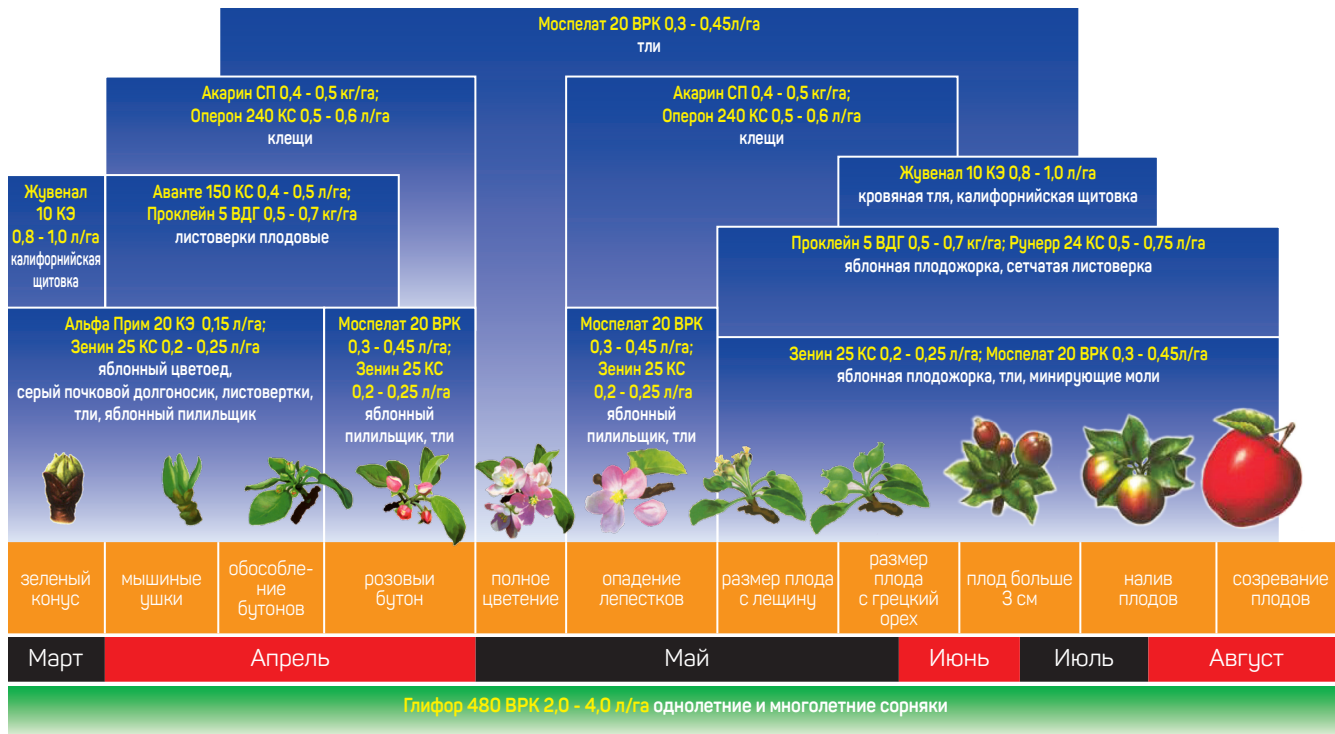 Моспелат 20 ВРК 0,3 - 0,45л/га
тли
Акарин СП 0,4 - 0,5 кг/га;
Оперон 240 КС 0,5 - 0,6 л/га
клещи
Акарин СП 0,4 - 0,5 кг/га;
Оперон 240 КС 0,5 - 0,6 л/га
клещи
Жувенал
10 КЭ
0,8 - 1,0 л/га
калифорнийская
щитовка
Аванте 150 КС 0,4 - 0,5 л/га;
Проклейн 5 ВДГ 0,5 - 0,7 кг/га
листоверки плодовые
Жувенал 10 КЭ 0,8 - 1,0 л/га
кровяная тля, калифорнийская щитовка
Проклейн 5 ВДГ 0,5 - 0,7 кг/га; Рунерр 24 КС 0,5 - 0,75 л/га
яблонная плодожорка, сетчатая листоверка
Альфа Прим 20 КЭ 0,15 л/га;
Зенин 25 КС 0,2 - 0,25 л/га
яблонный цветоед,
серый почковой долгоносик, листовертки,
тли, яблонный пилильщик
Моспелат 20 ВРК
0,3 - 0,45 л/га;
Зенин 25 КС
0,2 - 0,25 л/га
яблонный
пилильщик, тли
Моспелат 20 ВРК
0,3 - 0,45 л/га;
Зенин 25 КС
0,2 - 0,25 л/га
яблонный
пилильщик, тли
Зенин 25 КС 0,2 - 0,25 л/га; Моспелат 20 ВРК 0,3 - 0,45л/га
яблонная плодожорка, тли, минирующие моли
зеленый
конус
мышиные
ушки
обособле-
ние
бутонов
розовыи
бутон
полное
цветение
опадение
лепестков
размер плода
с лещину
размер
плода
с грецкий
орех
плод больше
3 см
налив
плодов
созревание
плодов
Март
Апрель
Май
Июнь
Июль
Август
Глифор 480 ВРК 2,0 - 4,0 л/га однолетние и многолетние сорняки